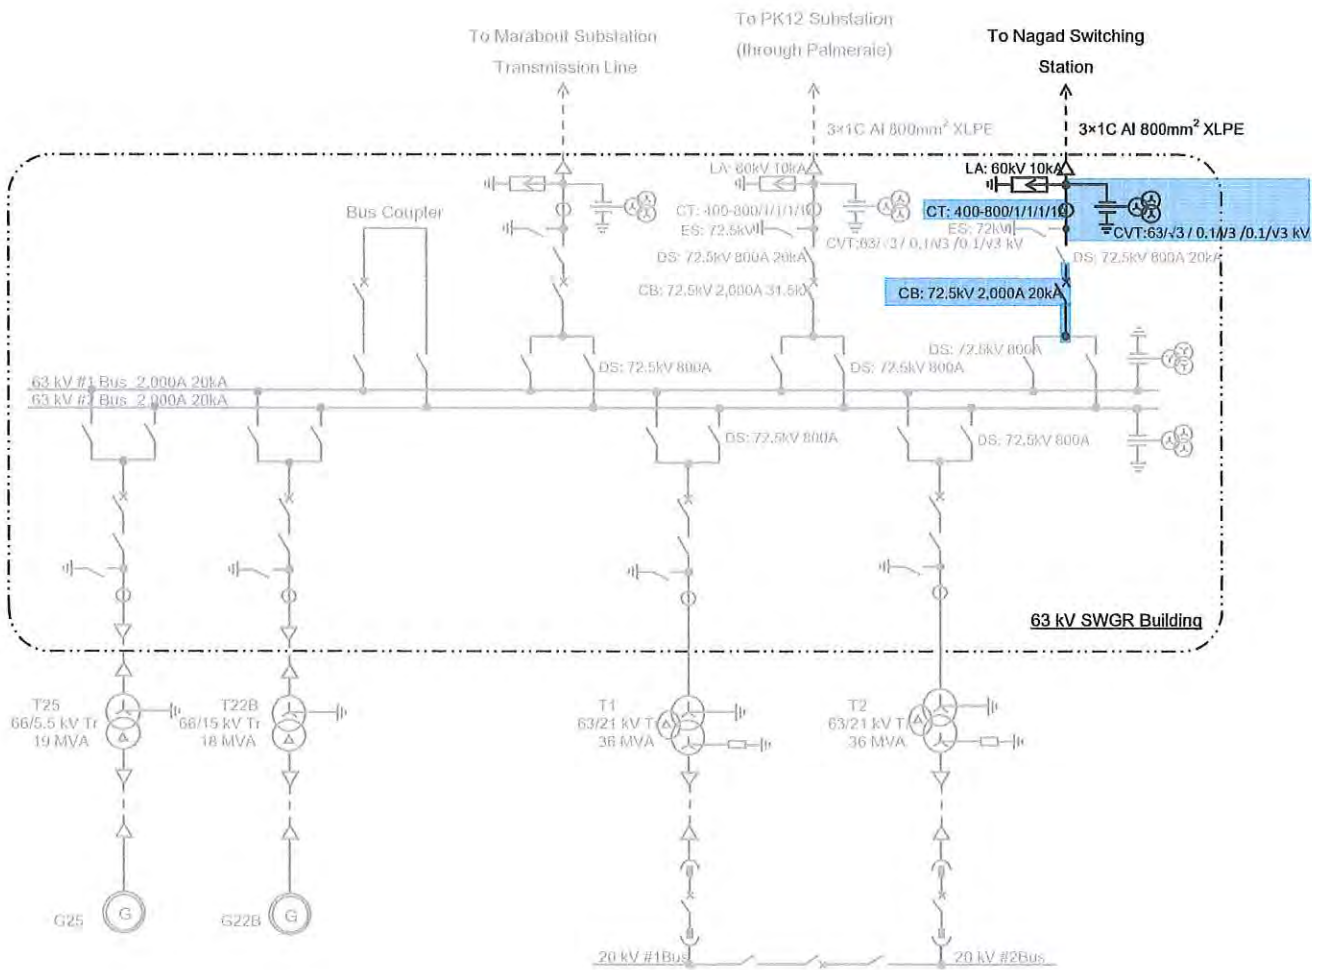 To Marabout Substation
Transmission Line
To PK12 Substation
(through Palmeraie)
To Nagad Switching
Station
3×1C Al 800mm² XLPE
3×1C Al 800mm² XLPE
LA: 60kV 10kA
LA: 60kV 10kA
Bus Coupler
CT: 400-800/1/1/1/1
CT: 400-800/1/1/1/1
ES: 72.5kV
ES: 72kV
CVT:63/√3 / 0.1/√3 /0.1/√3 kV
CVT:63/√3 / 0.1/√3 /0.1/√3 kV
DS: 72.5kV 800A 20kA
DS: 72.5kV 800A 20kA
CB: 72.5kV 2,000A 31.5k
CB: 72.5kV 2,000A 20kA
DS: 72.5kV 800A
DS: 72.5kV 800A
DS: 72.5kV 800A
63 kV #1 Bus 2,000A 20kA
63 kV #2 Bus 2,000A 20kA
DS: 72.5kV 800A
DS: 72.5kV 800A
63 kV SWGR Building
T25
66/5.5 kV Tr
19 MVA
T22B
66/15 kV Tr
18 MVA
T1
63/21 kV Tr
36 MVA
T2
63/21 kV Tr
36 MVA
G25
G
G22B
G
20 kV #1Bus
20 kV #2Bus